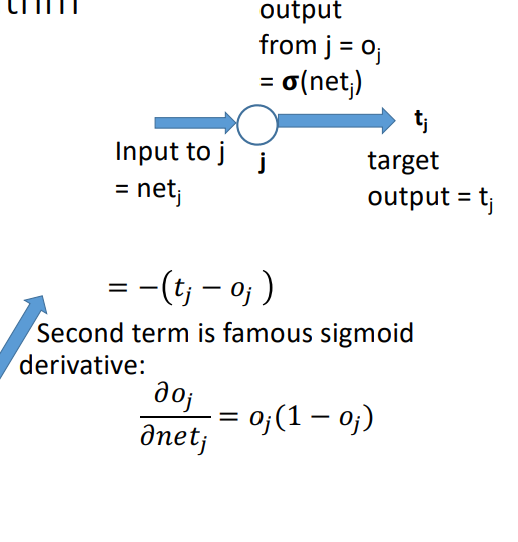 output
from j = oⱼ
= σ(netⱼ)
tⱼ
Input to j
= netⱼ
j
target
output = tⱼ
= −(tⱼ − oⱼ )
Second term is famous sigmoid
derivative:
∂oⱼ/∂netⱼ = oⱼ(1 − oⱼ)